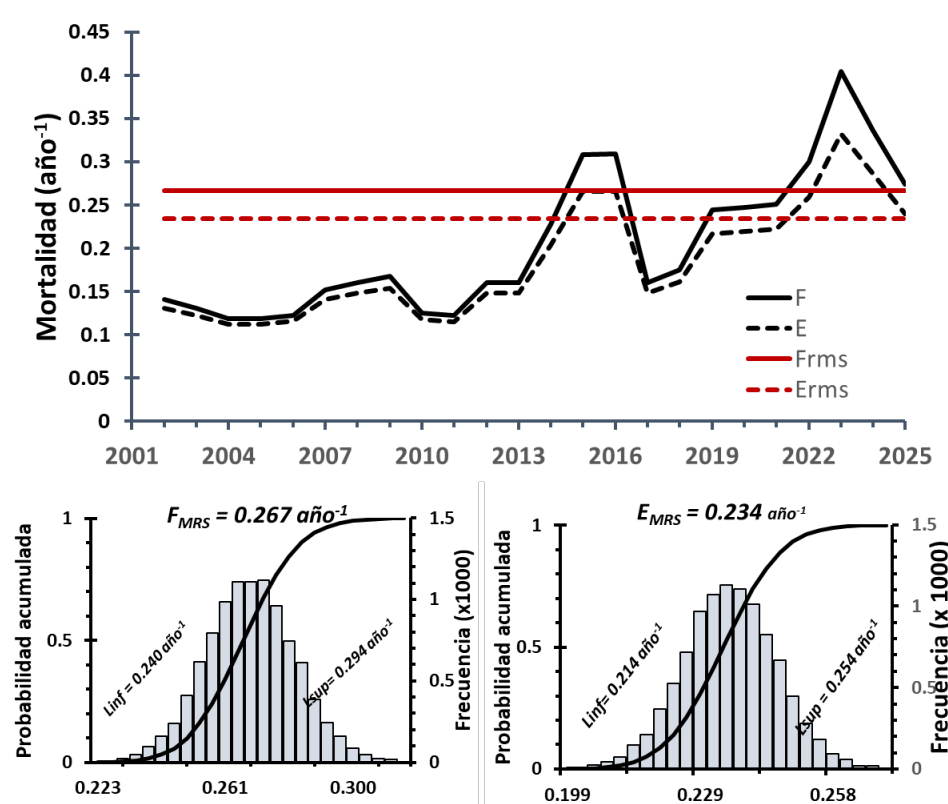 Mortalidad (año-1)
0.45
0.4
0.35
0.3
0.25
0.2
0.15
0.1
0.05
0
2001 2004 2007 2010 2013 2016 2019 2022 2025
F
E
Frms
Erms
FMRS = 0.267 año-1
Probabilidad acumulada
1
0.5
0
Linf = 0.240 año-1
Lsup= 0.294 año-1
1.5
1
0.5
0
Frecuencia (x1000)
0.223 0.261 0.300
EMRS = 0.234 año-1
Probabilidad acumulada
1
0.5
0
Linf= 0.214 año-1
Lsup = 0.254 año-1
1.5
1
0.5
0
Frecuencia (x 1000)
0.199 0.229 0.258